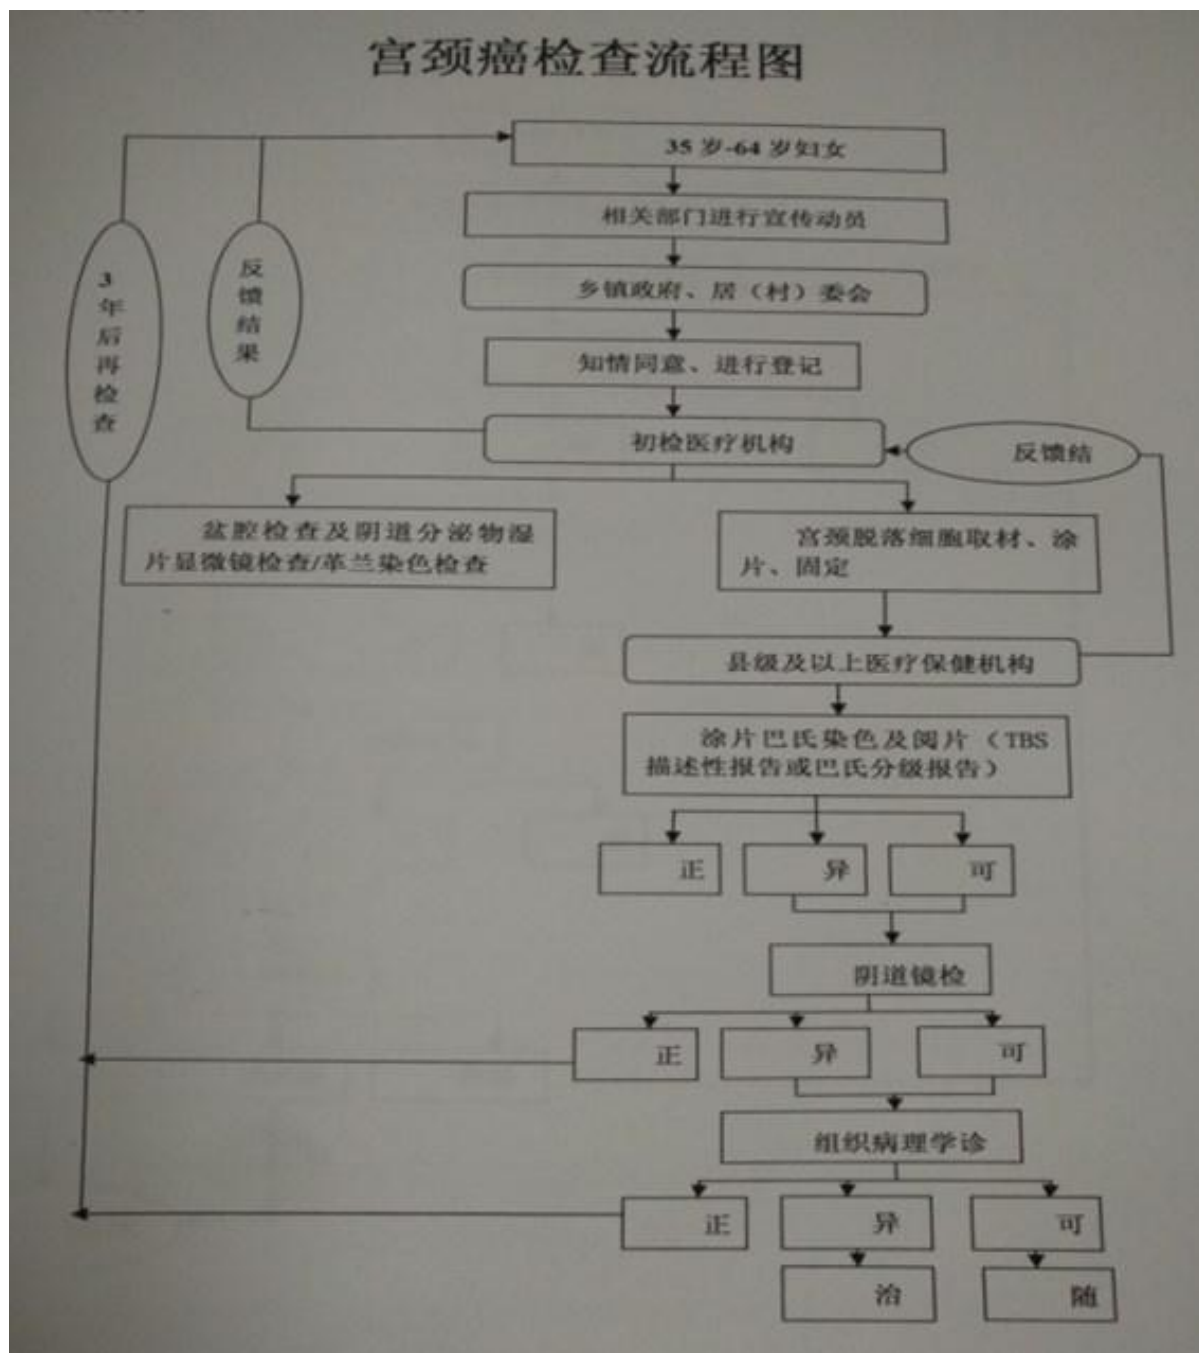 宫颈癌检查流程图
35岁-64岁妇女
相关部门进行宣传动员
乡镇政府、居（村）委会
3年后再检查
反馈结果
知情同意、进行登记
初检医疗机构
反馈结
盆腔检查及阴道分泌物湿
片显微镜检查/革兰染色检查
宫颈脱落细胞取材、涂
片、固定
县级及以上医疗保健机构
涂片巴氏染色及阅片（TBS
描述性报告或巴氏分级报告）
正 异 可
阴道镜检
正 异 可
组织病理学诊
正 异 可
治 随